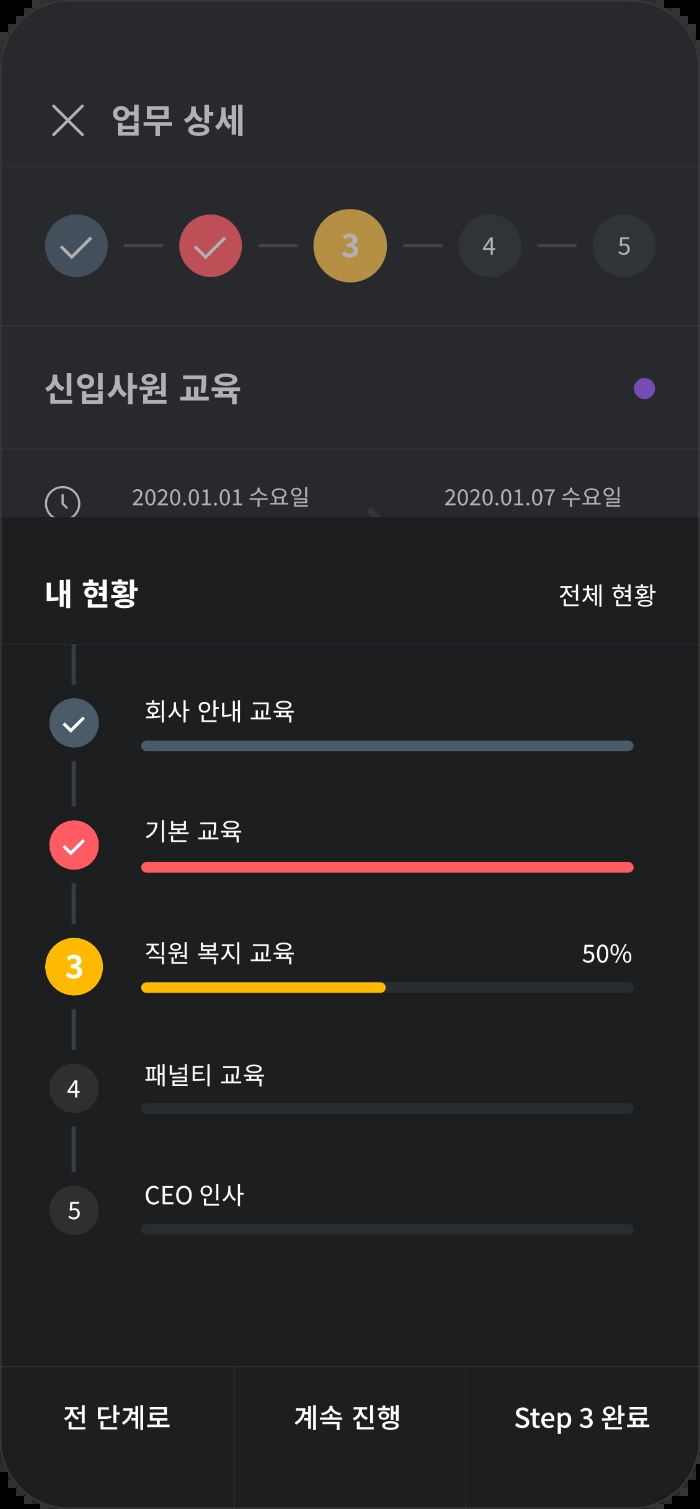 업무 상세
3
4
5
신입사원 교육
2020.01.01 수요일
2020.01.07 수요일
내 현황
전체 현황
회사 안내 교육
기본 교육
3
직원 복지 교육
50%
4
패널티 교육
5
CEO 인사
전 단계로
계속 진행
Step 3 완료